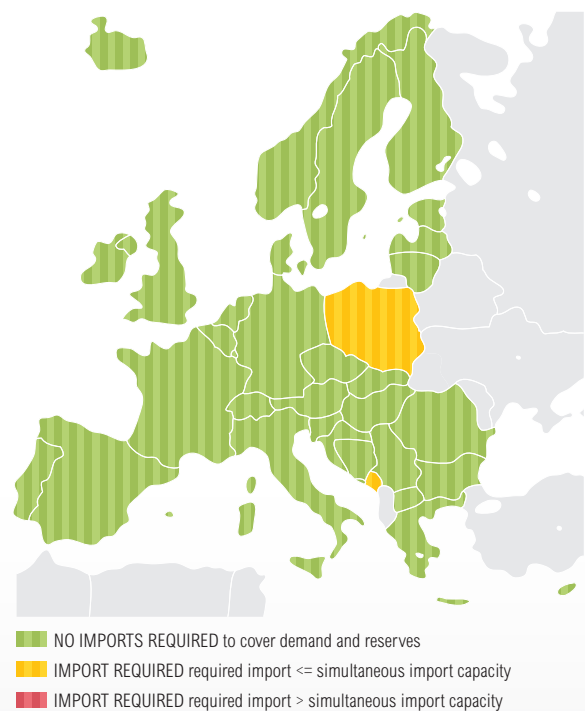 NO IMPORTS REQUIRED to cover demand and reserves
IMPORT REQUIRED required import <= simultaneous import capacity
IMPORT REQUIRED required import > simultaneous import capacity